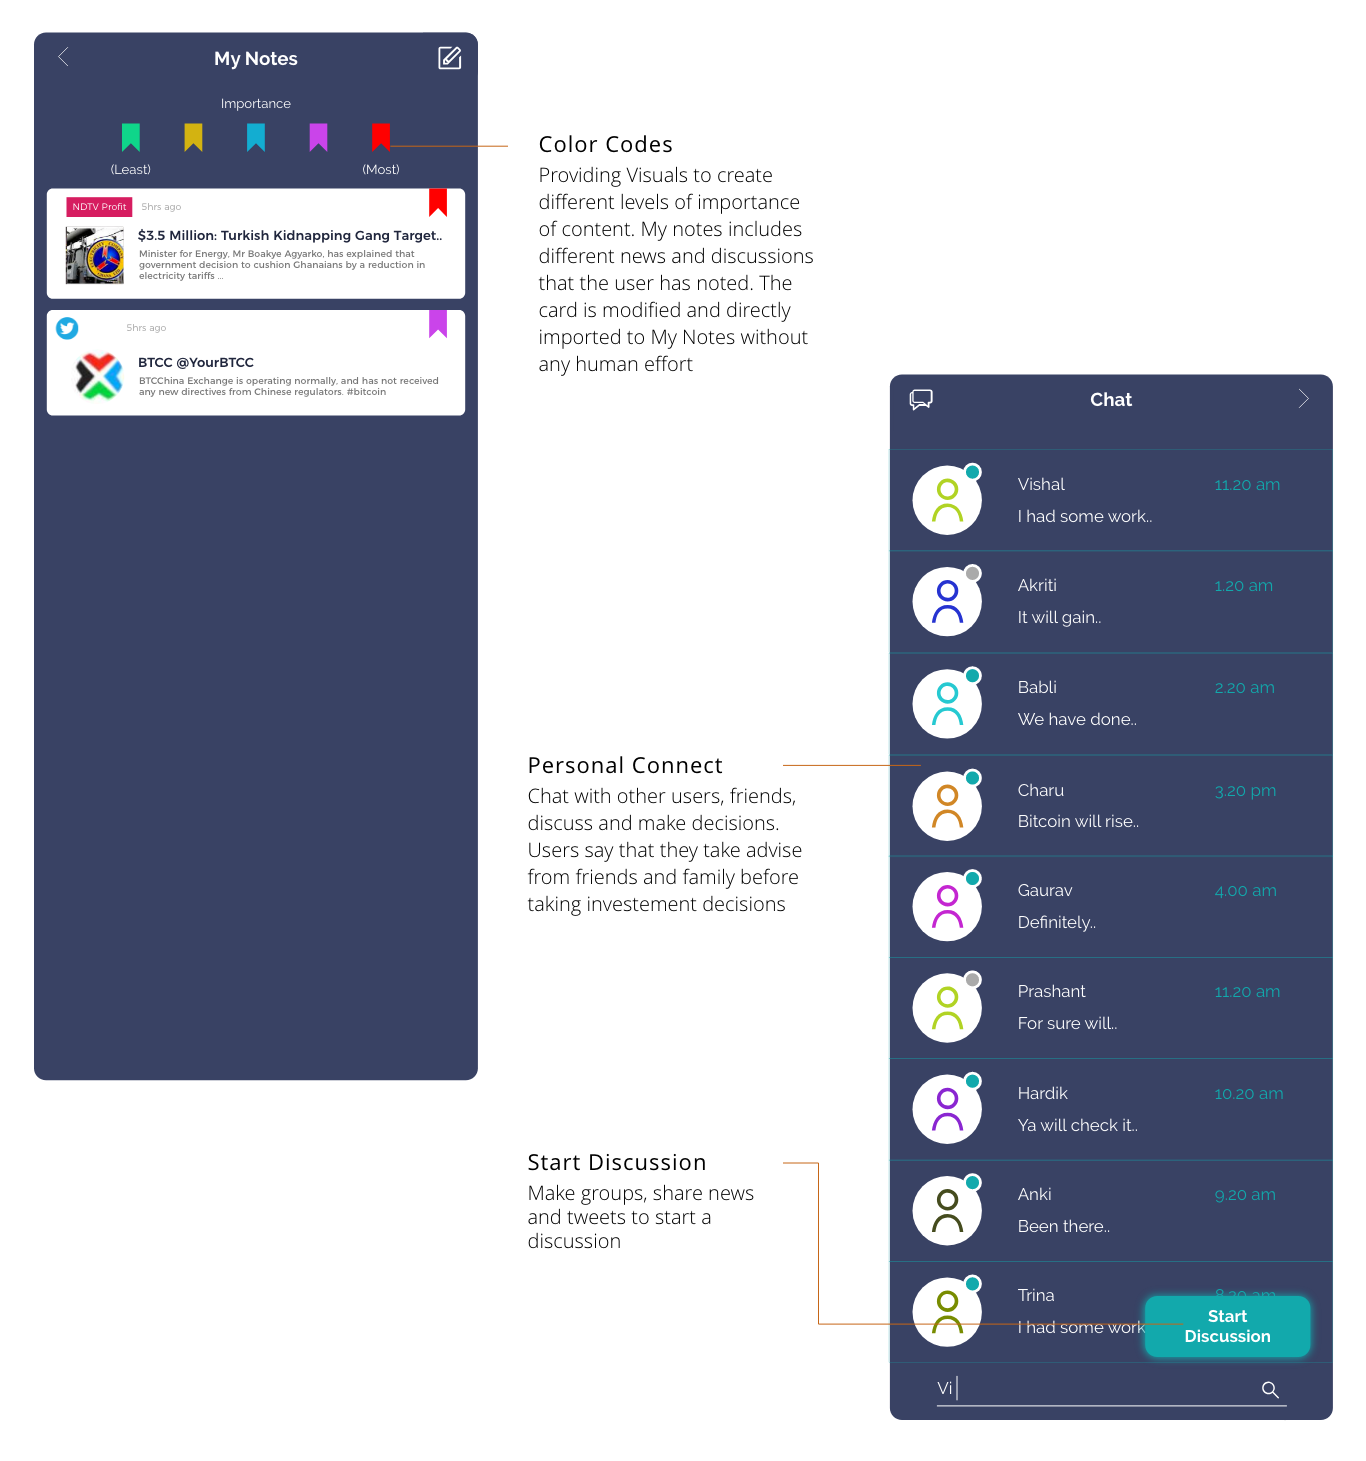 My Notes
Importance
(Least)
(Most)
NDTV Profit
5hrs ago
$3.5 Million: Turkish Kidnapping Gang Target..
Minister for Energy, Mr Boakye Agyarko, has explained that
government decision to cushion Ghanaians by a reduction in
electricity tariffs ...
5hrs ago
BTCC @YourBTCC
BTCChina Exchange is operating normally, and has not received
any new directives from Chinese regulators. #bitcoin
Color Codes
Providing Visuals to create
different levels of importance
of content. My notes includes
different news and discussions
that the user has noted. The
card is modified and directly
imported to My Notes without
any human effort
Personal Connect
Chat with other users, friends,
discuss and make decisions.
Users say that they take advise
from friends and family before
taking investement decisions
Start Discussion
Make groups, share news
and tweets to start a
discussion
Chat
Vishal
11.20 am
I had some work..
Akriti
1.20 am
It will gain..
Babli
2.20 am
We have done..
Charu
3.20 pm
Bitcoin will rise..
Gaurav
4.00 am
Definitely..
Prashant
11.20 am
For sure will..
Hardik
10.20 am
Ya will check it..
Anki
9.20 am
Been there..
Trina
8.20 am
I had some work
Start
Discussion
Vi